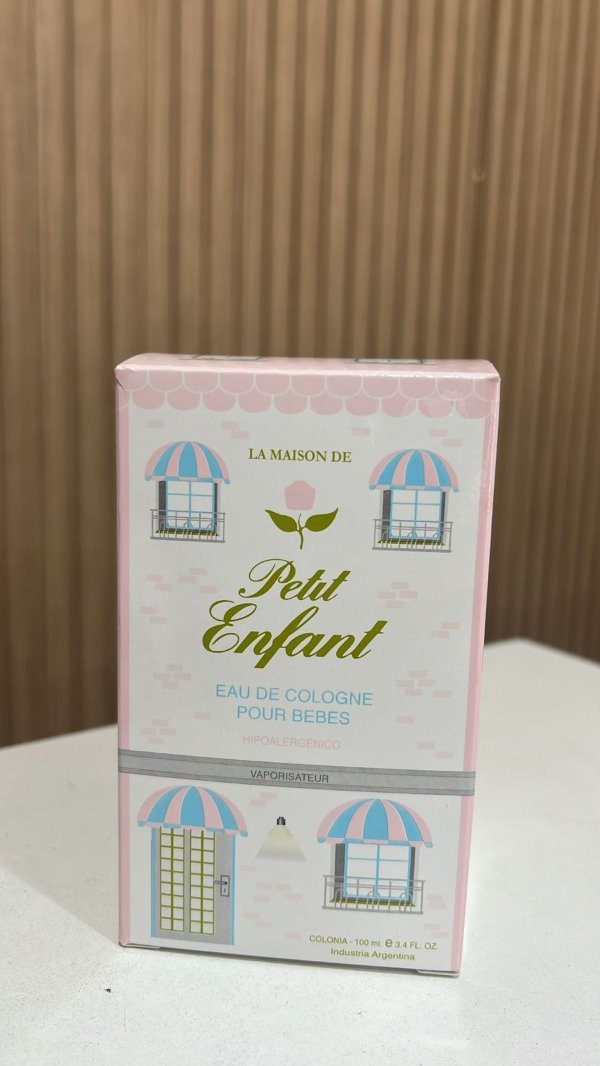 LA MAISON DE
Petit
Enfant
EAU DE COLOGNE
POUR BEBES
HIPOALERGENICO
VAPORISATEUR
COLONIA - 100 ml. ℮ 3.4 FL. OZ.
Industria Argentina